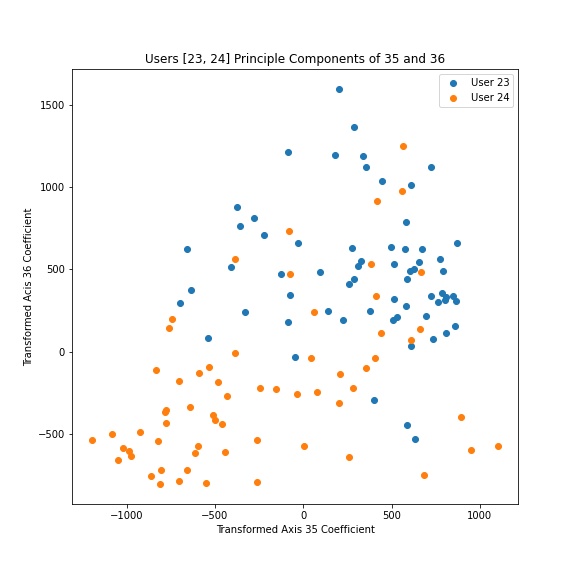 Users [23, 24] Principle Components of 35 and 36
User 23
User 24
Transformed Acis 36 Coefficient
1500
1000
500
0
−500
−1000
−500
0
500
1000
Transformed Axis 35 Coefficient